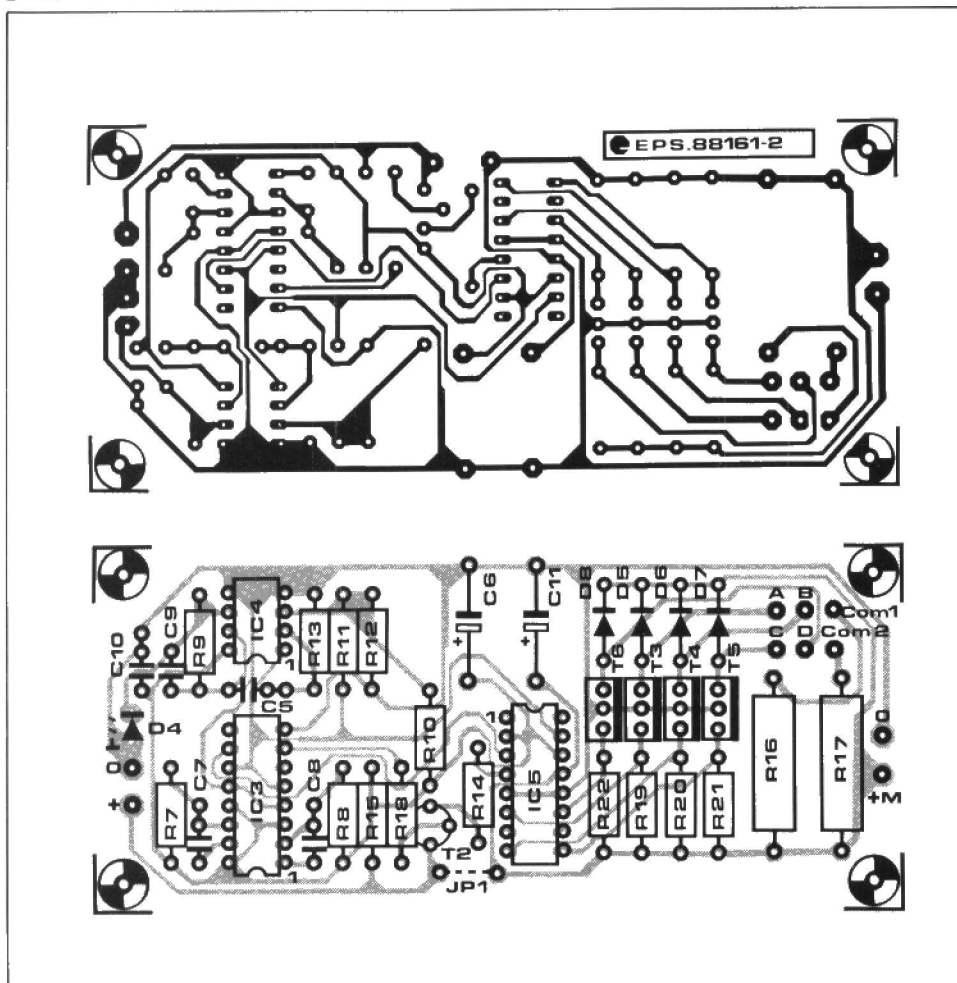 EPS.88161-2
C10
C9
R9
IC4
1
R13
R11
R12
C6
C11
D8
D5
D6
D7
A
B
Com1
C
D
Com2
T6
T3
T4
T5
C5
D4
0
+
R7
C7
IC3
1
C8
R8
R15
R18
R10
T2
JP1
R14
1
IC5
R22
R19
R20
R21
R16
R17
0
+M
+
+